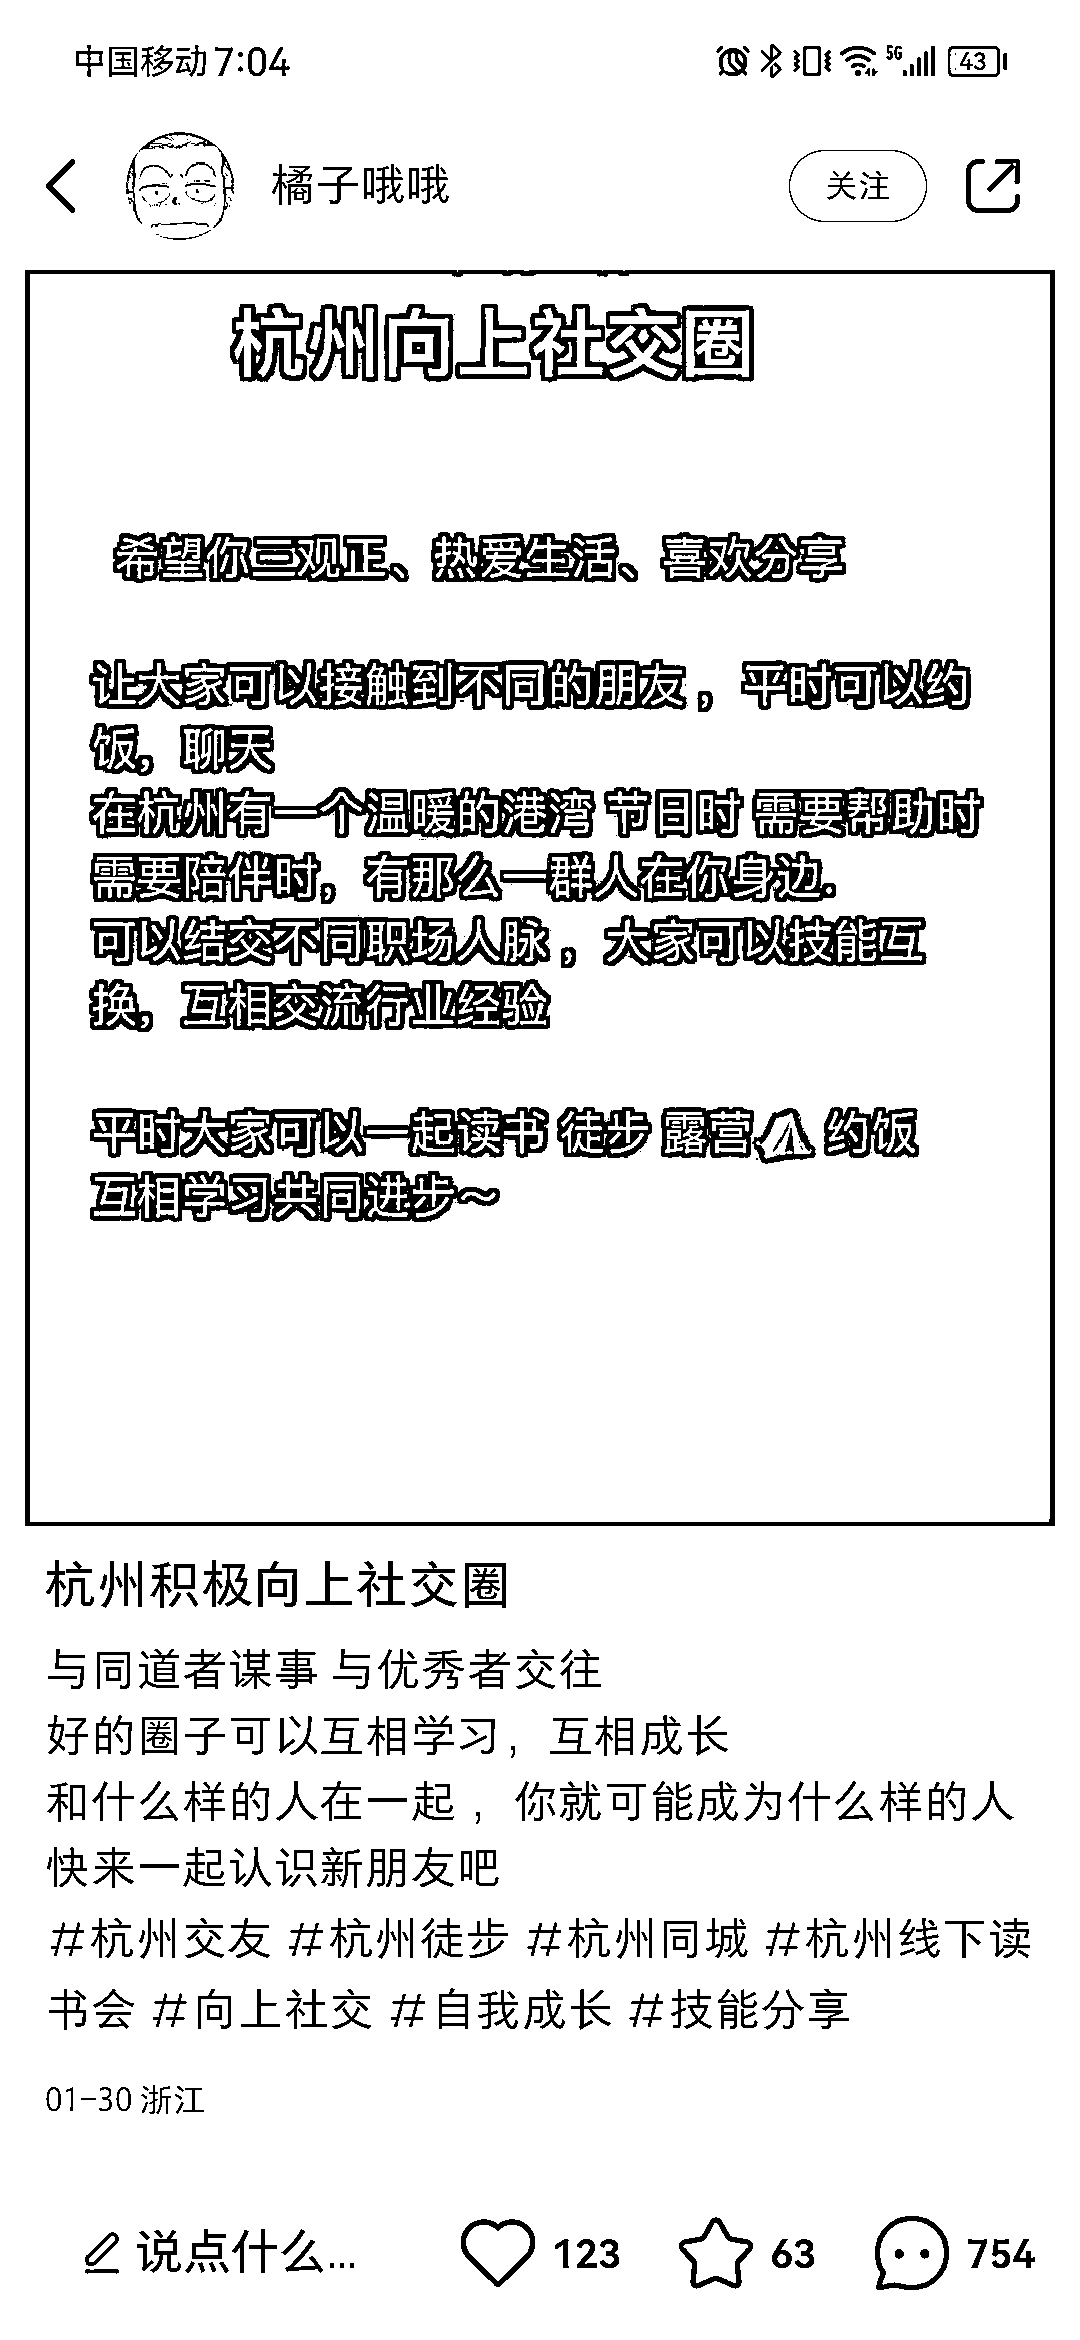 中国移动 7:04
5G 43
橘子哦哦
关注
杭州向上社交圈
希望你三观正、热爱生活、喜欢分享
让大家可以接触到不同的朋友，平时可以约
饭，聊天
在杭州有一个温暖的港湾 节日时 需要帮助时
需要陪伴时，有那么一群人在你身边.
可以结交不同职场人脉，大家可以技能互
换，互相交流行业经验
平时大家可以一起读书 徒步 露营⛺ 约饭
互相学习共同进步～
杭州积极向上社交圈
与同道者谋事 与优秀者交往
好的圈子可以互相学习，互相成长
和什么样的人在一起，你就可能成为什么样的人
快来一起认识新朋友吧
#杭州交友 #杭州徒步 #杭州同城 #杭州线下读
书会 #向上社交 #自我成长 #技能分享
01-30 浙江
说点什么... 123 63 754